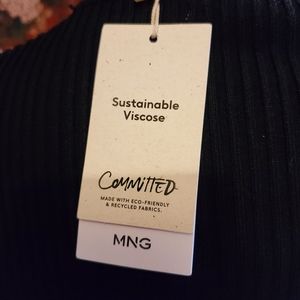 Sustainable
Viscose
COMMITTED
MADE WITH ECO-FRIENDLY
& RECYCLED FABRICS.
MNG